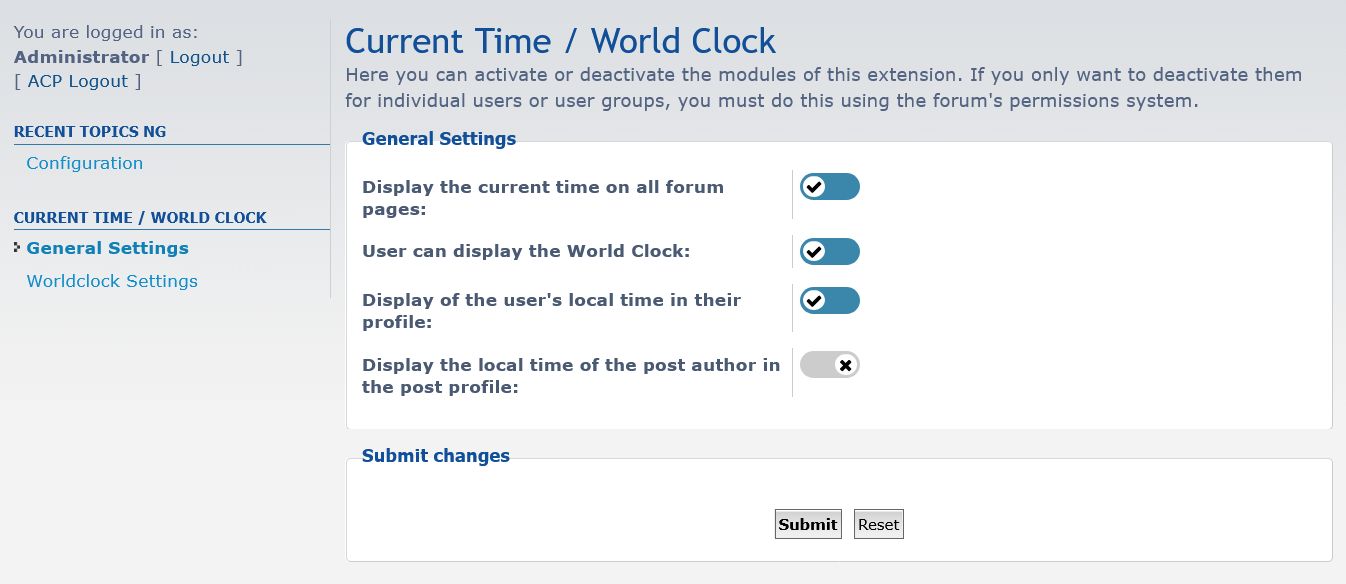 You are logged in as:
Administrator [ Logout ]
[ ACP Logout ]
RECENT TOPICS NG
Configuration
CURRENT TIME / WORLD CLOCK
General Settings
Worldclock Settings
Current Time / World Clock
Here you can activate or deactivate the modules of this extension. If you only want to deactivate them
for individual users or user groups, you must do this using the forum's permissions system.
General Settings
Display the current time on all forum
pages:
User can display the World Clock:
Display of the user's local time in their
profile:
Display the local time of the post author in
the post profile:
Submit changes
Submit Reset